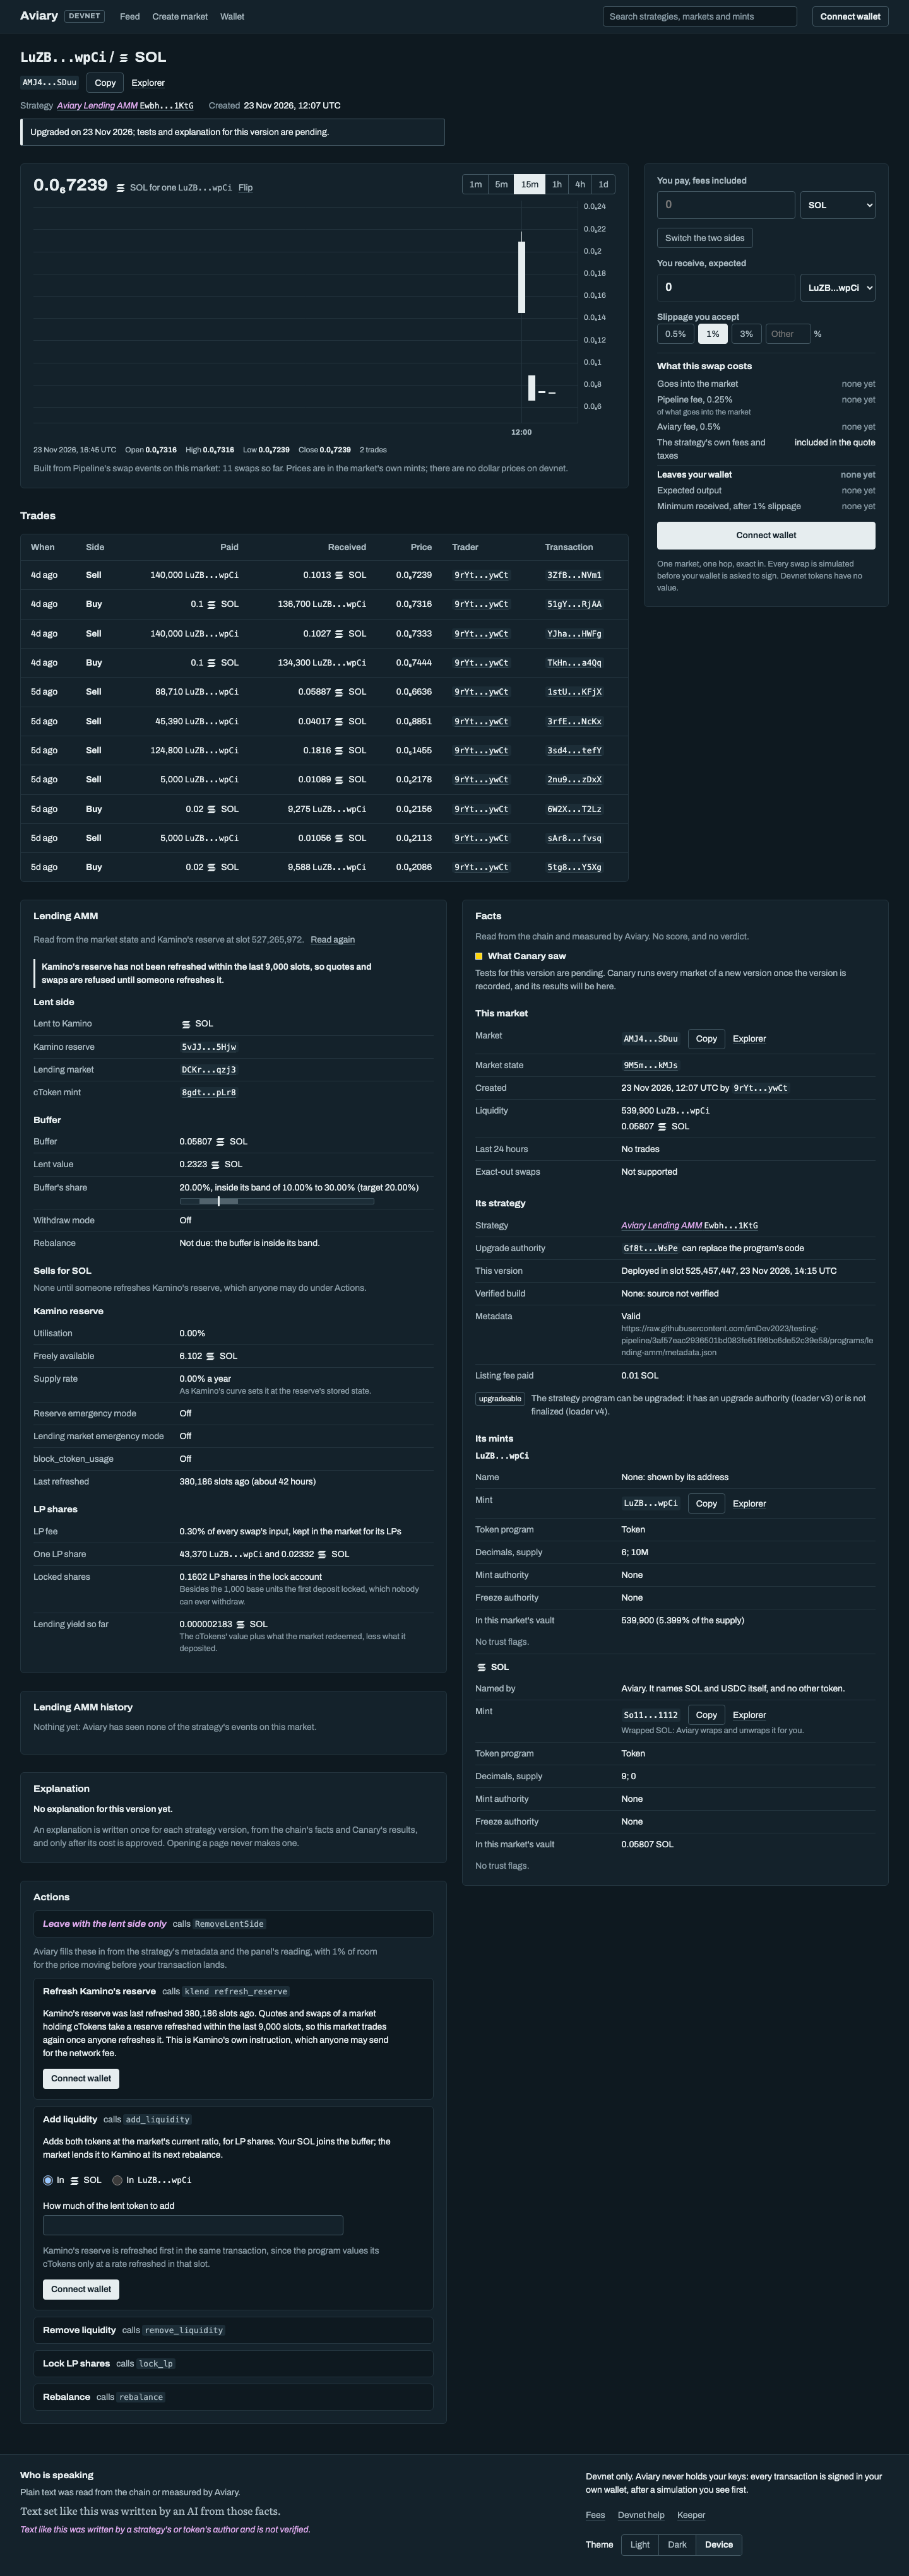 Aviary DEVNET Feed Create market Wallet Search strategies, markets and mints Connect wallet
LuZB...wpCi / SOL
AMJ4...SDuu Copy Explorer
Strategy Aviary Lending AMM Ewbh...1KtG Created 23 Nov 2026, 12:07 UTC
Upgraded on 23 Nov 2026; tests and explanation for this version are pending.
0.0₆7239 SOL for one LuZB...wpCi Flip
1m 5m 15m 1h 4h 1d
0.0₅24
0.0₅22
0.0₅2
0.0₅18
0.0₅16
0.0₅14
0.0₅12
0.0₅1
0.0₆8
0.0₆6
12:00
23 Nov 2026, 16:45 UTC Open 0.0₆7316 High 0.0₆7316 Low 0.0₆7239 Close 0.0₆7239 2 trades
Built from Pipeline's swap events on this market: 11 swaps so far. Prices are in the market's own mints; there are no dollar prices on devnet.
You pay, fees included
0 SOL
Switch the two sides
You receive, expected
0 LuZB...wpCi
Slippage you accept
0.5% 1% 3% Other %
What this swap costs
Goes into the market none yet
Pipeline fee, 0.25% none yet
of what goes into the market
Aviary fee, 0.5% none yet
The strategy's own fees and taxes included in the quote
Leaves your wallet none yet
Expected output none yet
Minimum received, after 1% slippage none yet
Connect wallet
One market, one hop, exact in. Every swap is simulated
before your wallet is asked to sign. Devnet tokens have no
value.
Trades
When Side Paid Received Price Trader Transaction
4d ago Sell 140,000 LuZB...wpCi 0.1013 SOL 0.0₆7239 9rYt...ywCt 3ZfB...NVm1
4d ago Buy 0.1 SOL 136,700 LuZB...wpCi 0.0₆7316 9rYt...ywCt 51gY...RjAA
4d ago Sell 140,000 LuZB...wpCi 0.1027 SOL 0.0₆7333 9rYt...ywCt YJha...HWFg
4d ago Buy 0.1 SOL 134,300 LuZB...wpCi 0.0₆7444 9rYt...ywCt TkHn...a4Qq
5d ago Sell 88,710 LuZB...wpCi 0.05887 SOL 0.0₆6636 9rYt...ywCt 1stU...KFjX
5d ago Sell 45,390 LuZB...wpCi 0.04017 SOL 0.0₆8851 9rYt...ywCt 3rfE...NcKx
5d ago Sell 124,800 LuZB...wpCi 0.1816 SOL 0.0₅1455 9rYt...ywCt 3sd4...tefY
5d ago Sell 5,000 LuZB...wpCi 0.01089 SOL 0.0₅2178 9rYt...ywCt 2nu9...zDxX
5d ago Buy 0.02 SOL 9,275 LuZB...wpCi 0.0₅2156 9rYt...ywCt 6W2X...T2Lz
5d ago Sell 5,000 LuZB...wpCi 0.01056 SOL 0.0₅2113 9rYt...ywCt sAr8...fvsq
5d ago Buy 0.02 SOL 9,588 LuZB...wpCi 0.0₅2086 9rYt...ywCt 5tg8...Y5Xg
Lending AMM
Read from the market state and Kamino's reserve at slot 527,265,972. Read again
Kamino's reserve has not been refreshed within the last 9,000 slots, so quotes and
swaps are refused until someone refreshes it.
Lent side
Lent to Kamino SOL
Kamino reserve 5vJJ...5Hjw
Lending market DCKr...qzj3
cToken mint 8gdt...pLr8
Buffer
Buffer 0.05807 SOL
Lent value 0.2323 SOL
Buffer's share 20.00%, inside its band of 10.00% to 30.00% (target 20.00%)
Withdraw mode Off
Rebalance Not due: the buffer is inside its band.
Sells for SOL
None until someone refreshes Kamino's reserve, which anyone may do under Actions.
Kamino reserve
Utilisation 0.00%
Freely available 6.102 SOL
Supply rate 0.00% a year
As Kamino's curve sets it at the reserve's stored state.
Reserve emergency mode Off
Lending market emergency mode Off
block_ctoken_usage Off
Last refreshed 380,186 slots ago (about 42 hours)
LP shares
LP fee 0.30% of every swap's input, kept in the market for its LPs
One LP share 43,370 LuZB...wpCi and 0.02332 SOL
Locked shares 0.1602 LP shares in the lock account
Besides the 1,000 base units the first deposit locked, which nobody
can ever withdraw.
Lending yield so far 0.000002183 SOL
The cTokens' value plus what the market redeemed, less what it
deposited.
Lending AMM history
Nothing yet: Aviary has seen none of the strategy's events on this market.
Explanation
No explanation for this version yet.
An explanation is written once for each strategy version, from the chain's facts and Canary's results,
and only after its cost is approved. Opening a page never makes one.
Actions
Leave with the lent side only calls RemoveLentSide
Aviary fills these in from the strategy's metadata and the panel's reading, with 1% of room
for the price moving before your transaction lands.
Refresh Kamino's reserve calls klend refresh_reserve
Kamino's reserve was last refreshed 380,186 slots ago. Quotes and swaps of a market
holding cTokens take a reserve refreshed within the last 9,000 slots, so this market trades
again once anyone refreshes it. This is Kamino's own instruction, which anyone may send
for the network fee.
Connect wallet
Add liquidity calls add_liquidity
Adds both tokens at the market's current ratio, for LP shares. Your SOL joins the buffer; the
market lends it to Kamino at its next rebalance.
In SOL In LuZB...wpCi
How much of the lent token to add
Kamino's reserve is refreshed first in the same transaction, since the program values its
cTokens only at a rate refreshed in that slot.
Connect wallet
Remove liquidity calls remove_liquidity
Lock LP shares calls lock_lp
Rebalance calls rebalance
Facts
Read from the chain and measured by Aviary. No score, and no verdict.
What Canary saw
Tests for this version are pending. Canary runs every market of a new version once the version is
recorded, and its results will be here.
This market
Market AMJ4...SDuu Copy Explorer
Market state 9M5m...kMJs
Created 23 Nov 2026, 12:07 UTC by 9rYt...ywCt
Liquidity 539,900 LuZB...wpCi
0.05807 SOL
Last 24 hours No trades
Exact-out swaps Not supported
Its strategy
Strategy Aviary Lending AMM Ewbh...1KtG
Upgrade authority Gf8t...WsPe can replace the program's code
This version Deployed in slot 525,457,447, 23 Nov 2026, 14:15 UTC
Verified build None: source not verified
Metadata Valid
https://raw.githubusercontent.com/imDev2023/testing-
pipeline/3af57eac2936501bd083fe61f98bc6de52c39e58/programs/le
nding-amm/metadata.json
Listing fee paid 0.01 SOL
upgradeable The strategy program can be upgraded: it has an upgrade authority (loader v3) or is not
finalized (loader v4).
Its mints
LuZB...wpCi
Name None: shown by its address
Mint LuZB...wpCi Copy Explorer
Token program Token
Decimals, supply 6; 10M
Mint authority None
Freeze authority None
In this market's vault 539,900 (5.399% of the supply)
No trust flags.
SOL
Named by Aviary. It names SOL and USDC itself, and no other token.
Mint So11...1112 Copy Explorer
Wrapped SOL: Aviary wraps and unwraps it for you.
Token program Token
Decimals, supply 9; 0
Mint authority None
Freeze authority None
In this market's vault 0.05807 SOL
No trust flags.
Who is speaking
Plain text was read from the chain or measured by Aviary.
Text set like this was written by an AI from those facts.
Text like this was written by a strategy's or token's author and is not verified.
Devnet only. Aviary never holds your keys: every transaction is signed in your
own wallet, after a simulation you see first.
Fees Devnet help Keeper
Theme Light Dark Device